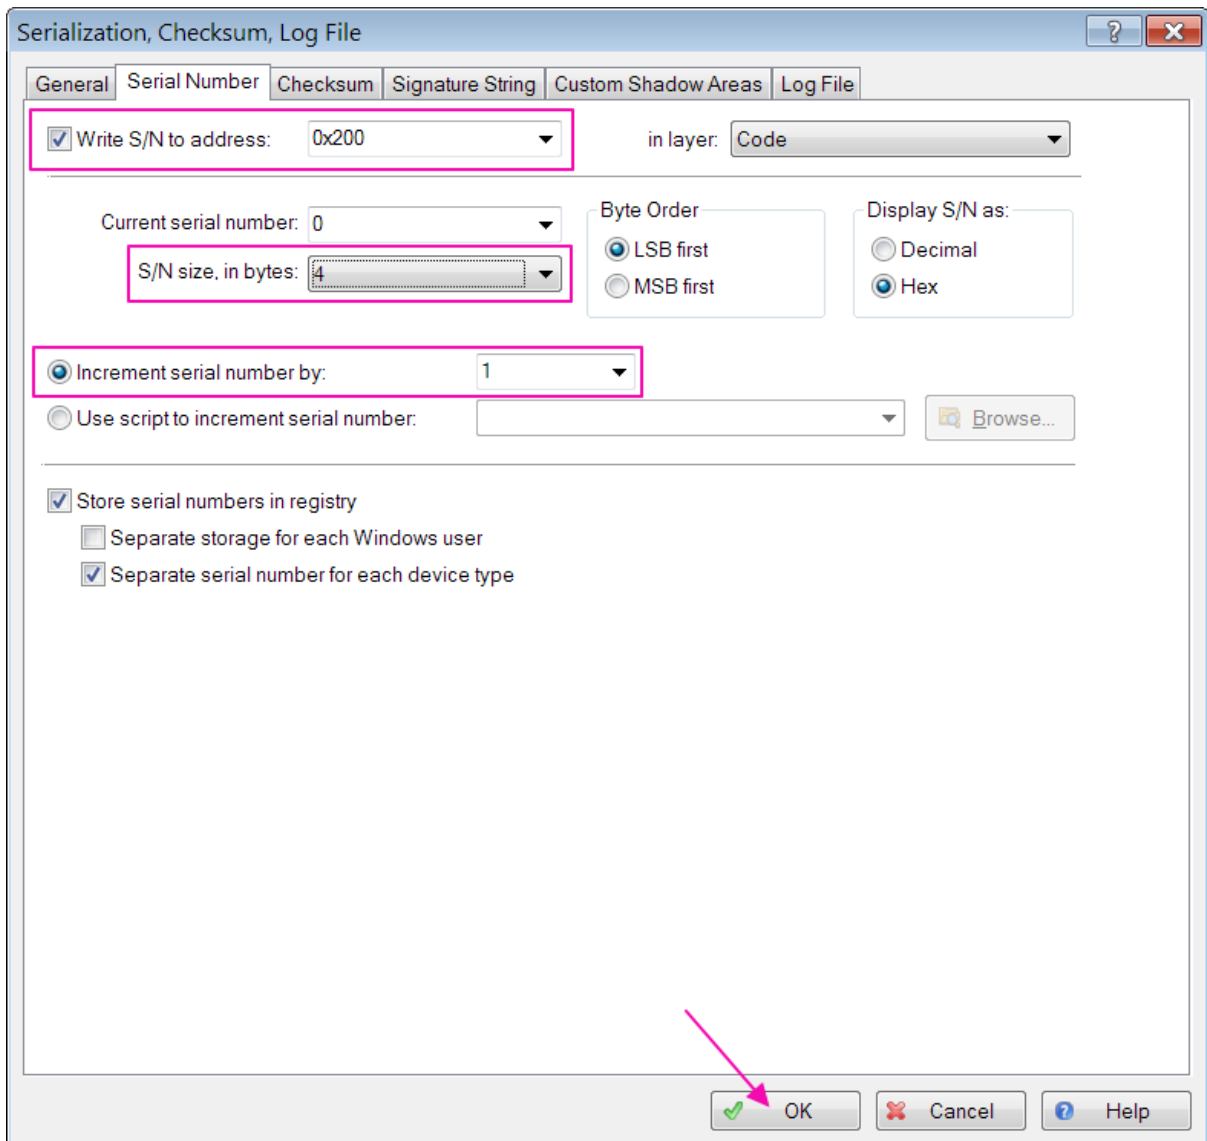 Serialization, Checksum, Log File
General Serial Number Checksum Signature String Custom Shadow Areas Log File
Write S/N to address: 0x200 in layer: Code
Current serial number: 0
S/N size, in bytes: 4
Byte Order
LSB first
MSB first
Display S/N as:
Decimal
Hex
Increment serial number by: 1
Use script to increment serial number: Browse...
Store serial numbers in registry
Separate storage for each Windows user
Separate serial number for each device type
OK Cancel Help